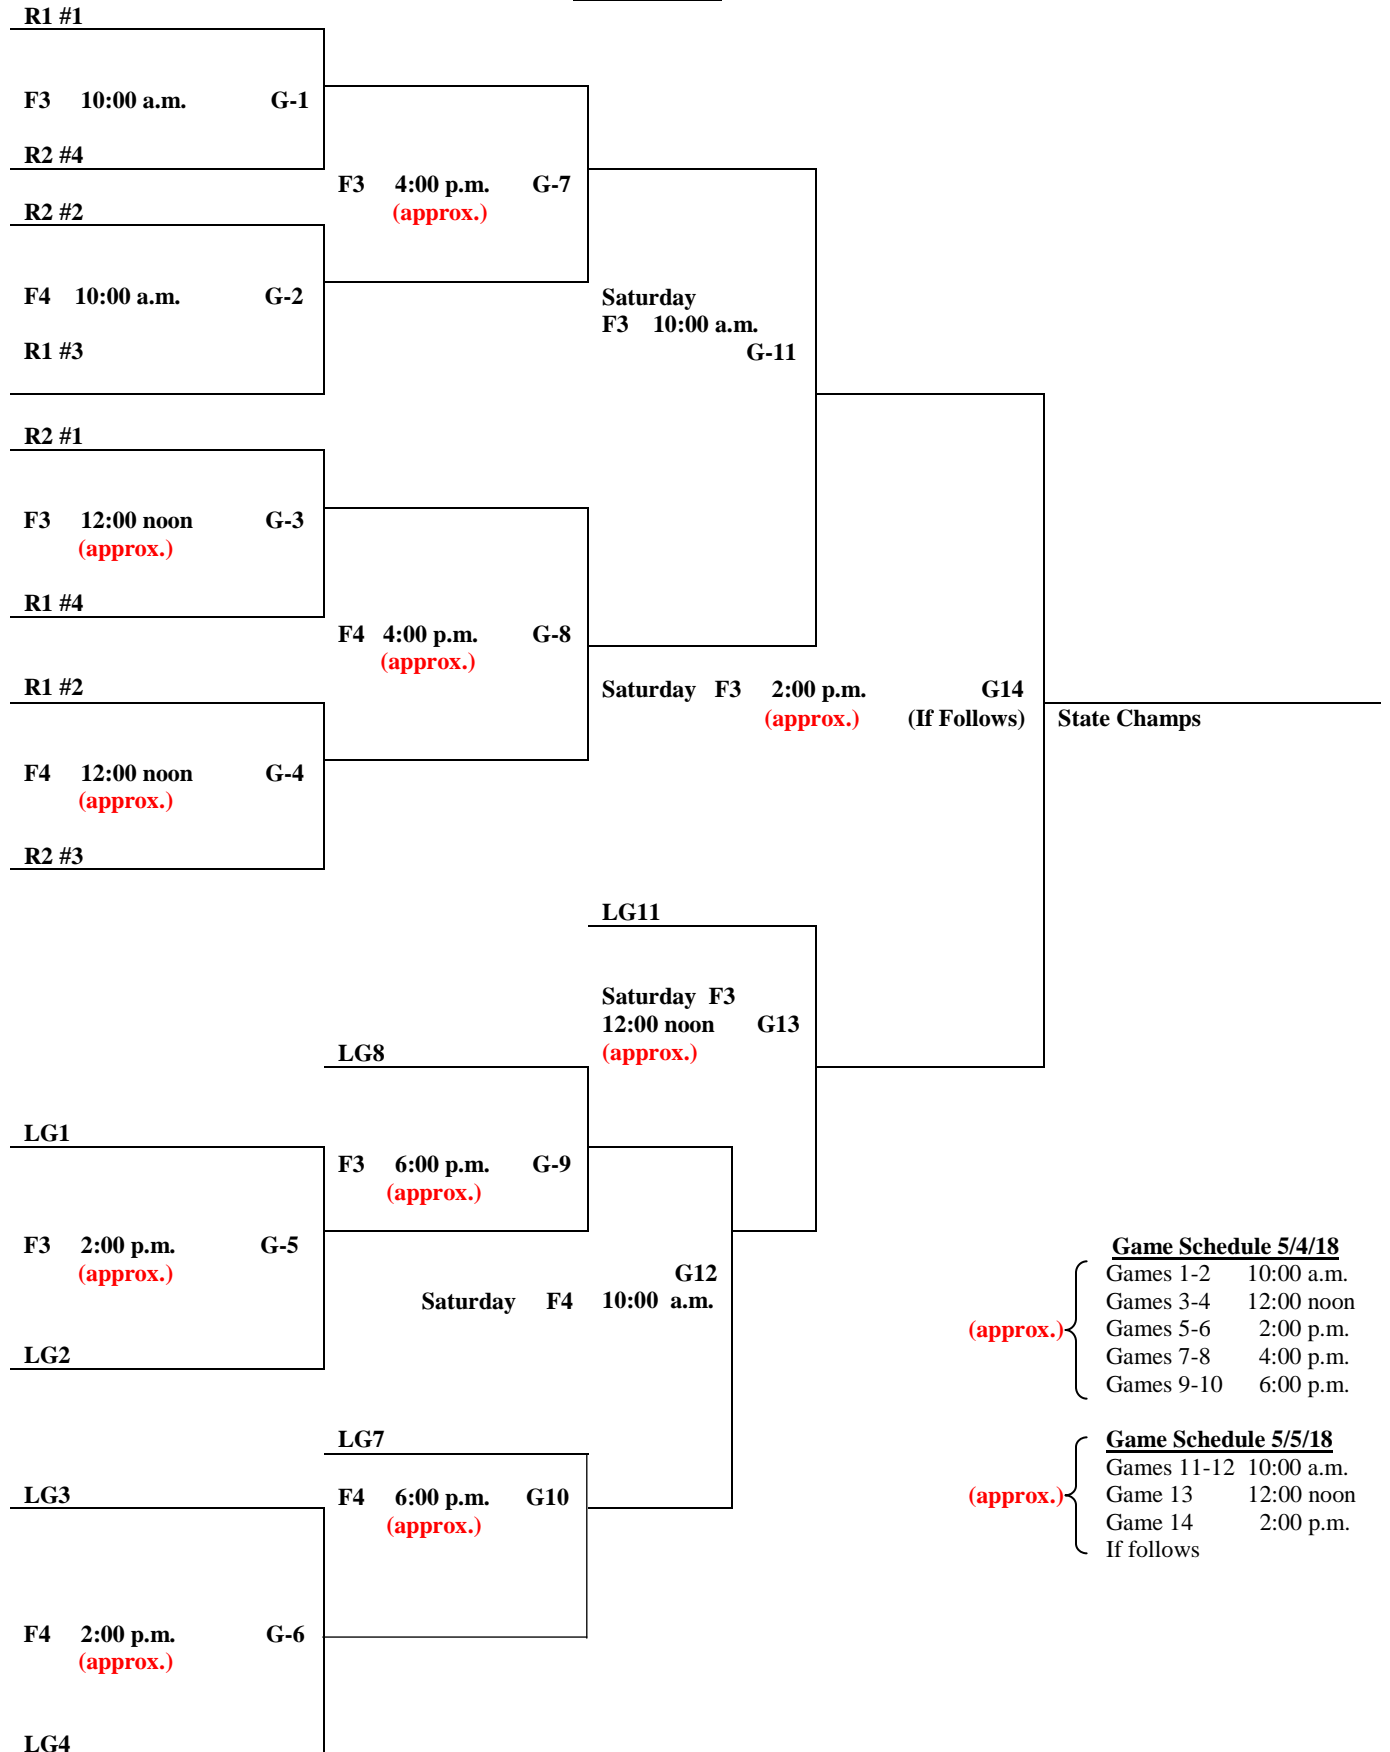 R1 #1
F3 10:00 a.m. G-1
R2 #4
F3 4:00 p.m. G-7
(approx.)
R2 #2
F4 10:00 a.m. G-2
R1 #3
Saturday
F3 10:00 a.m.
G-11
R2 #1
F3 12:00 noon G-3
(approx.)
R1 #4
F4 4:00 p.m. G-8
(approx.)
R1 #2
Saturday F3 2:00 p.m. G14
(approx.) (If Follows) State Champs
F4 12:00 noon G-4
(approx.)
R2 #3
LG11
Saturday F3
12:00 noon G13
(approx.)
LG8
LG1
F3 6:00 p.m. G-9
(approx.)
F3 2:00 p.m. G-5
(approx.)
G12
Saturday F4 10:00 a.m.
LG2
LG7
LG3
F4 6:00 p.m. G10
(approx.)
F4 2:00 p.m. G-6
(approx.)
LG4
Game Schedule 5/4/18
Games 1-2 10:00 a.m.
Games 3-4 12:00 noon
(approx.) Games 5-6 2:00 p.m.
Games 7-8 4:00 p.m.
Games 9-10 6:00 p.m.
Game Schedule 5/5/18
Games 11-12 10:00 a.m.
(approx.) Game 13 12:00 noon
Game 14 2:00 p.m.
If follows